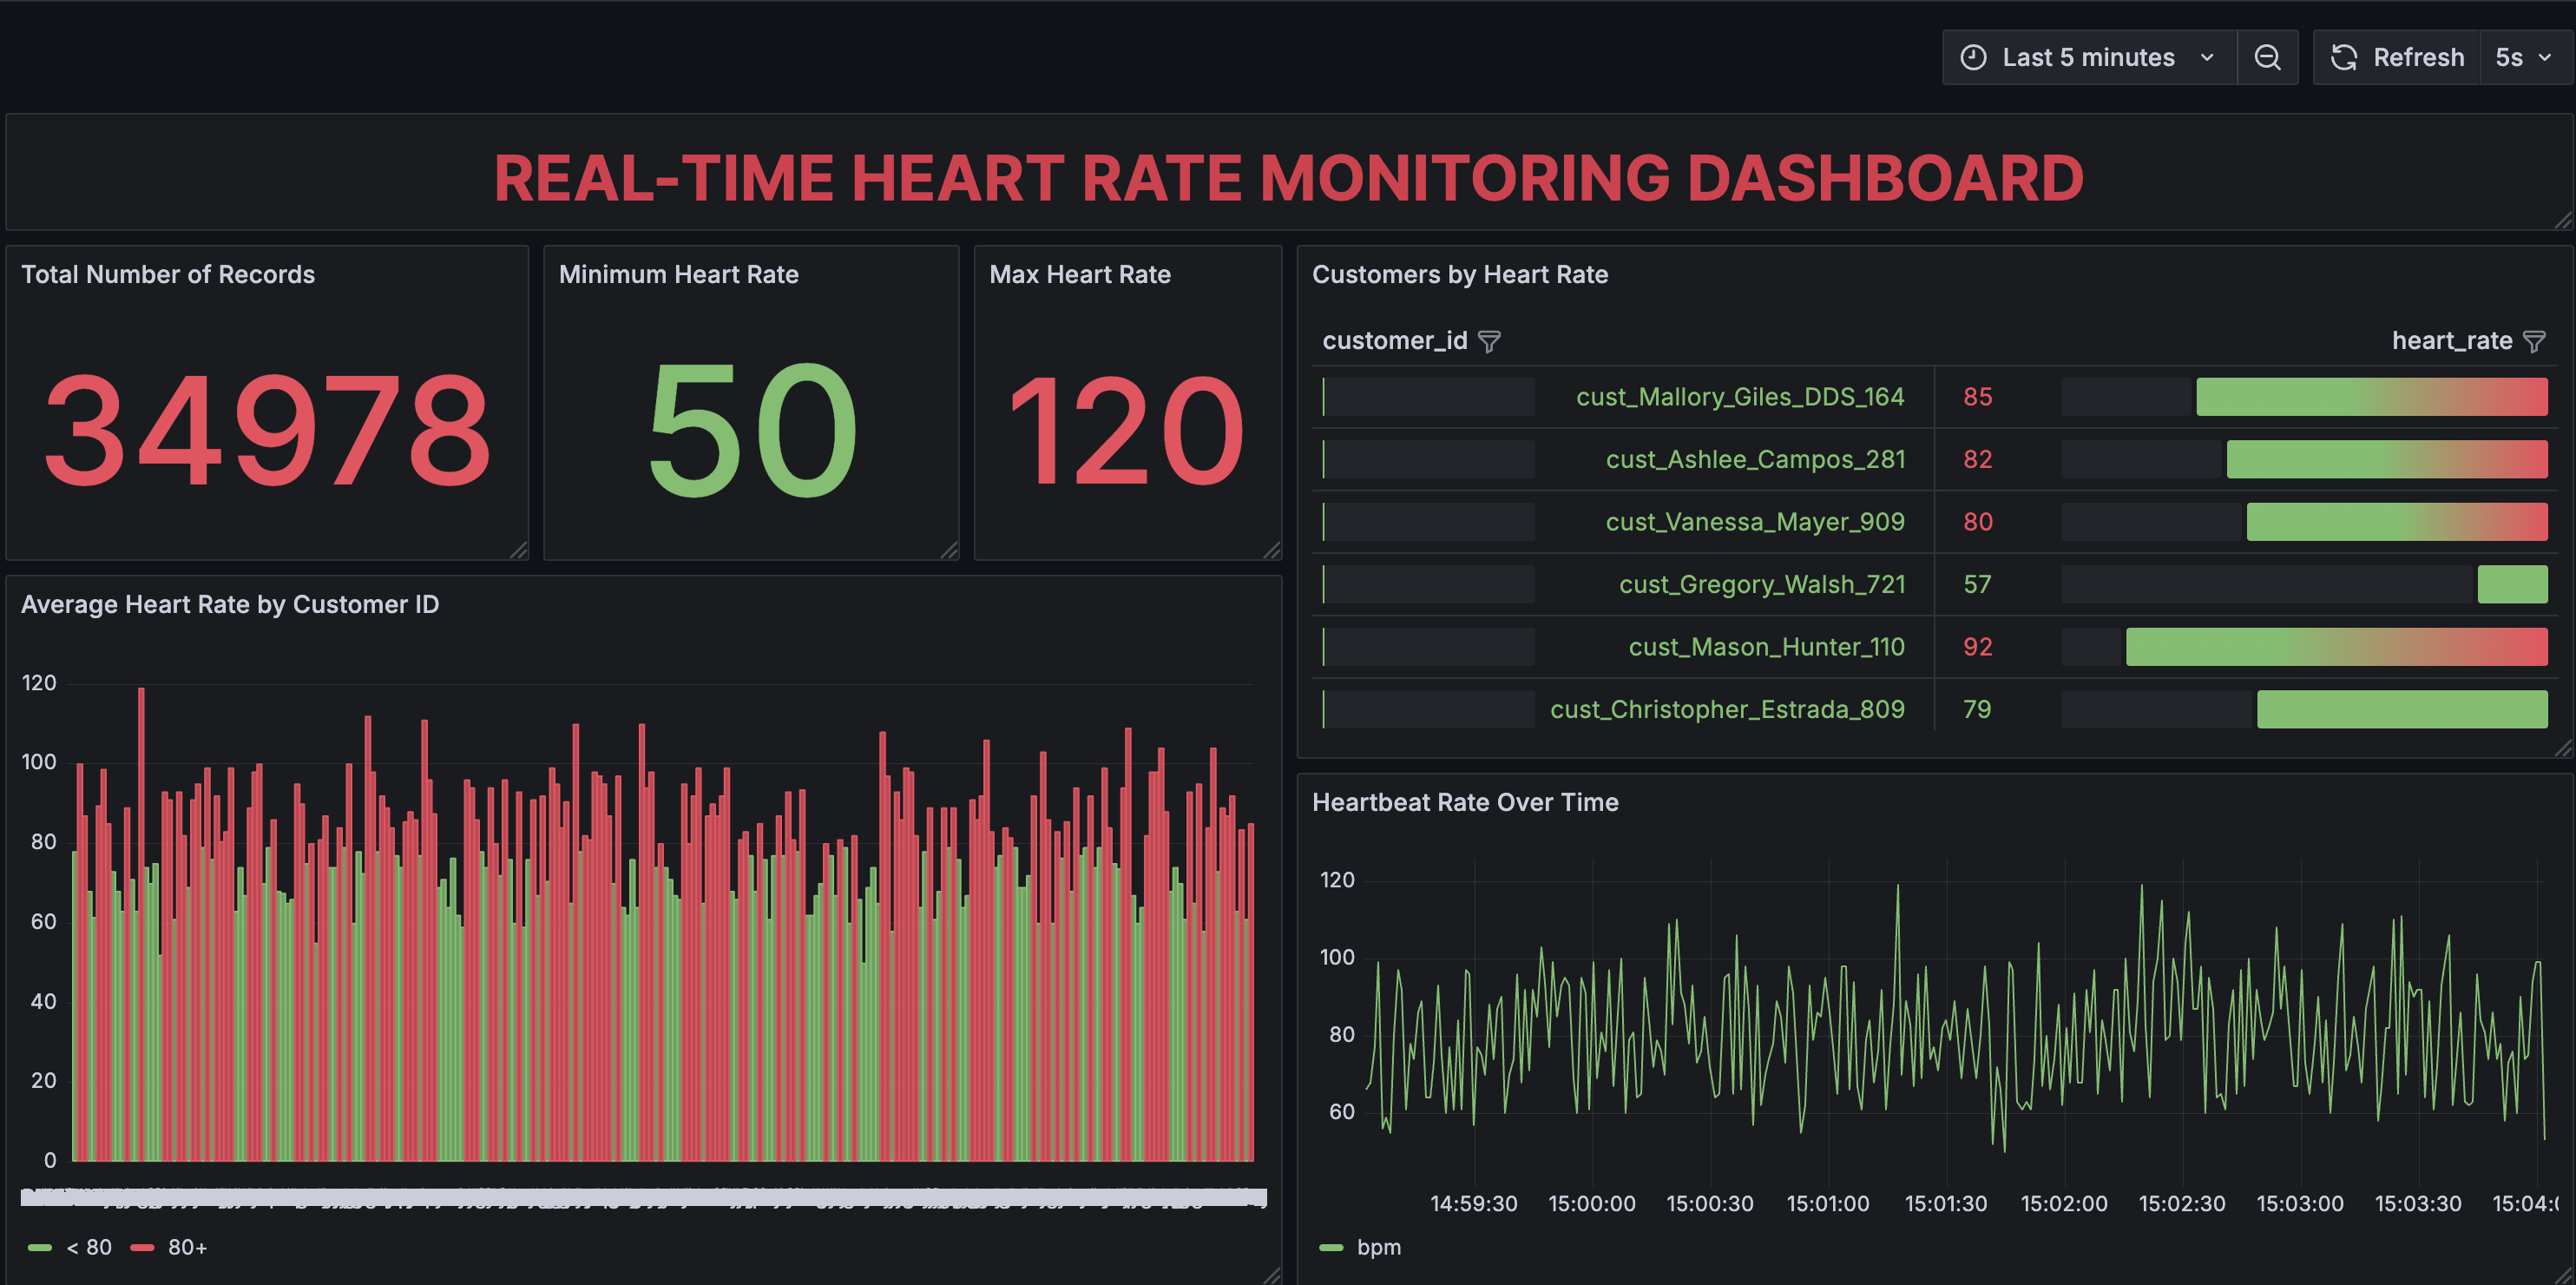 Last 5 minutes
Refresh
5s
REAL-TIME HEART RATE MONITORING DASHBOARD
Total Number of Records
34978
Minimum Heart Rate
50
Max Heart Rate
120
Customers by Heart Rate
customer_id heart_rate
cust_Mallory_Giles_DDS_164 85
cust_Ashlee_Campos_281 82
cust_Vanessa_Mayer_909 80
cust_Gregory_Walsh_721 57
cust_Mason_Hunter_110 92
cust_Christopher_Estrada_809 79
Average Heart Rate by Customer ID
120
100
80
60
40
20
0
< 80 80+
Heartbeat Rate Over Time
120
100
80
60
14:59:30 15:00:00 15:00:30 15:01:00 15:01:30 15:02:00 15:02:30 15:03:00 15:03:30 15:04:
bpm